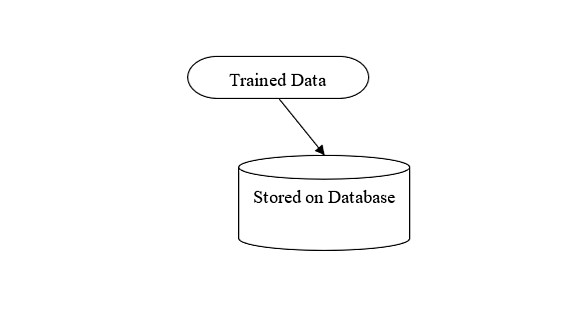 Trained Data
Stored on Database